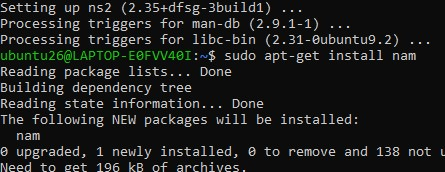 Setting up ns2 (2.35+dfsg-3build1) ...
Processing triggers for man-db (2.9.1-1) ...
Processing triggers for libc-bin (2.31-0ubuntu9.2) ...
ubuntu26@LAPTOP-E0FVV40I:~$ sudo apt-get install nam
Reading package lists... Done
Building dependency tree
Reading state information... Done
The following NEW packages will be installed:
  nam
0 upgraded, 1 newly installed, 0 to remove and 138 not u
Need to get 196 kB of archives.